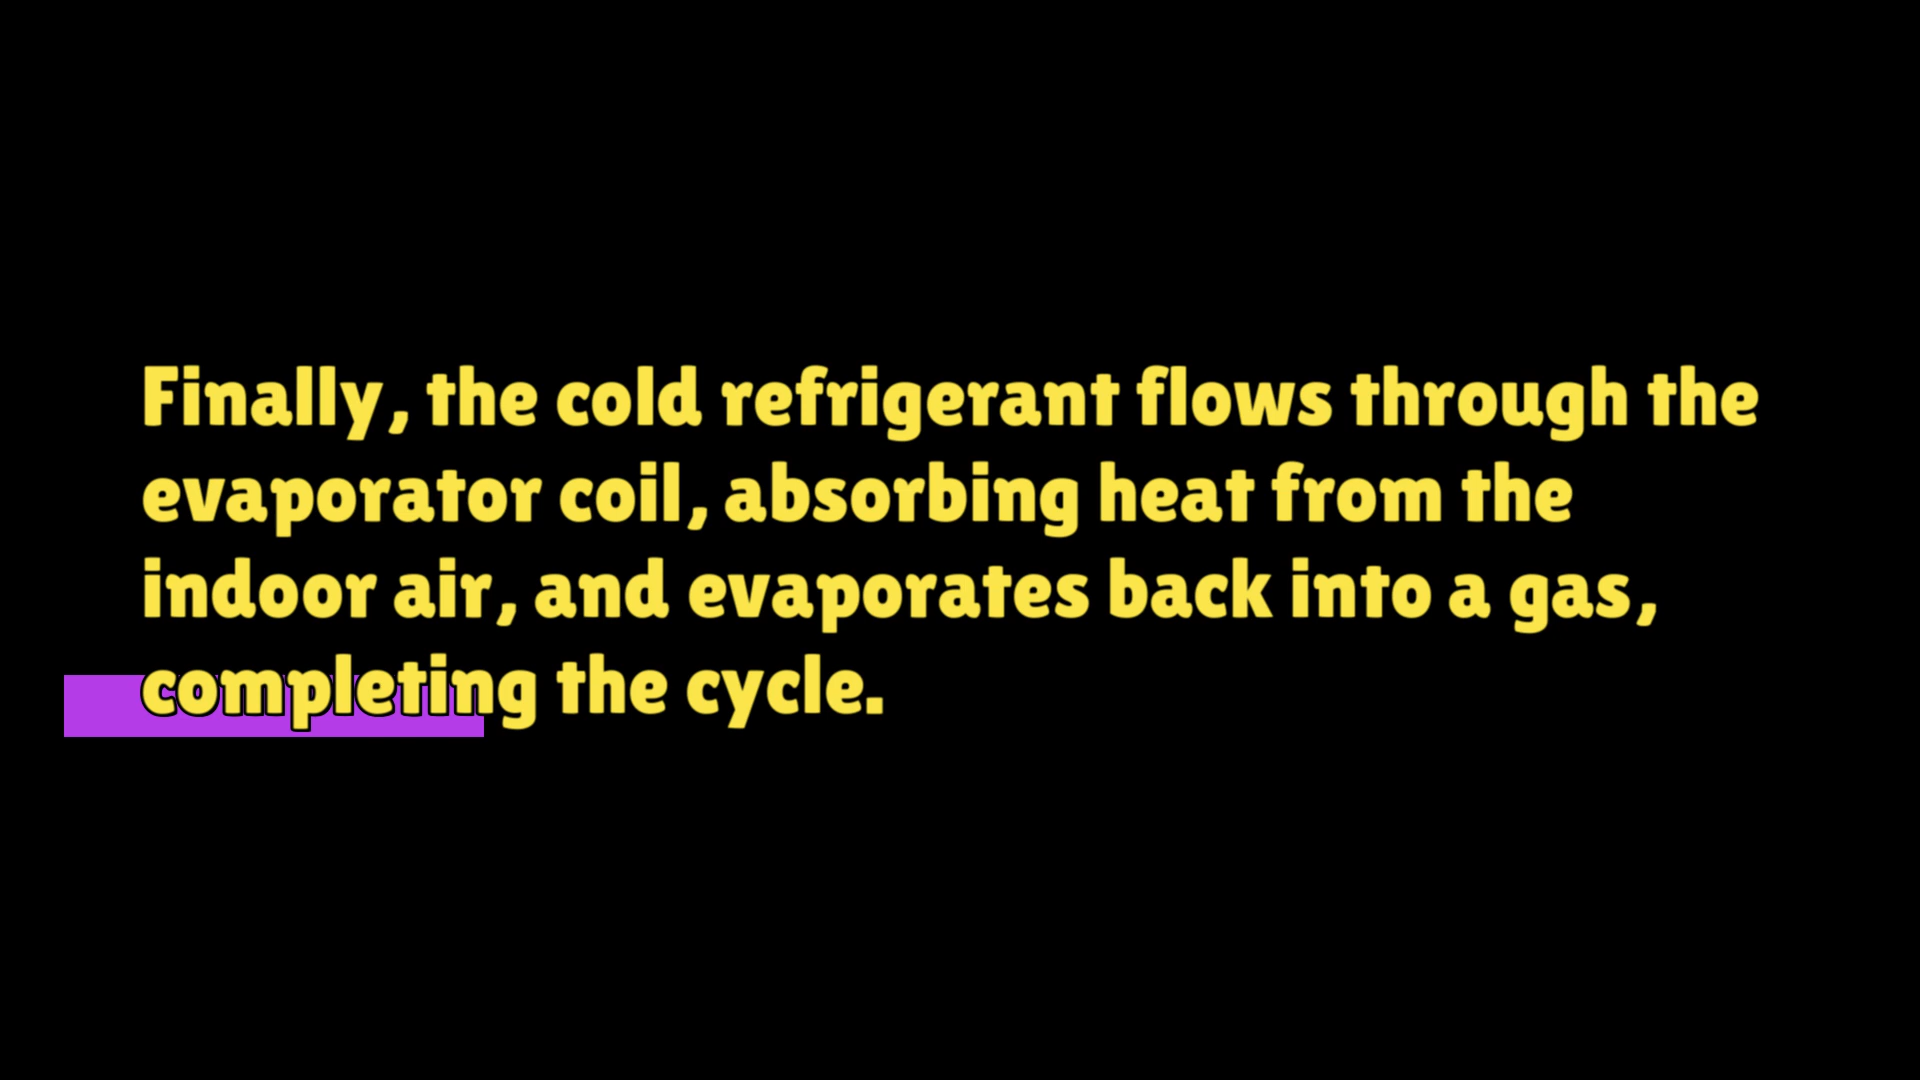 Finally, the cold refrigerant flows through the
evaporator coil, absorbing heat from the
indoor air, and evaporates back into a gas,
completing the cycle.